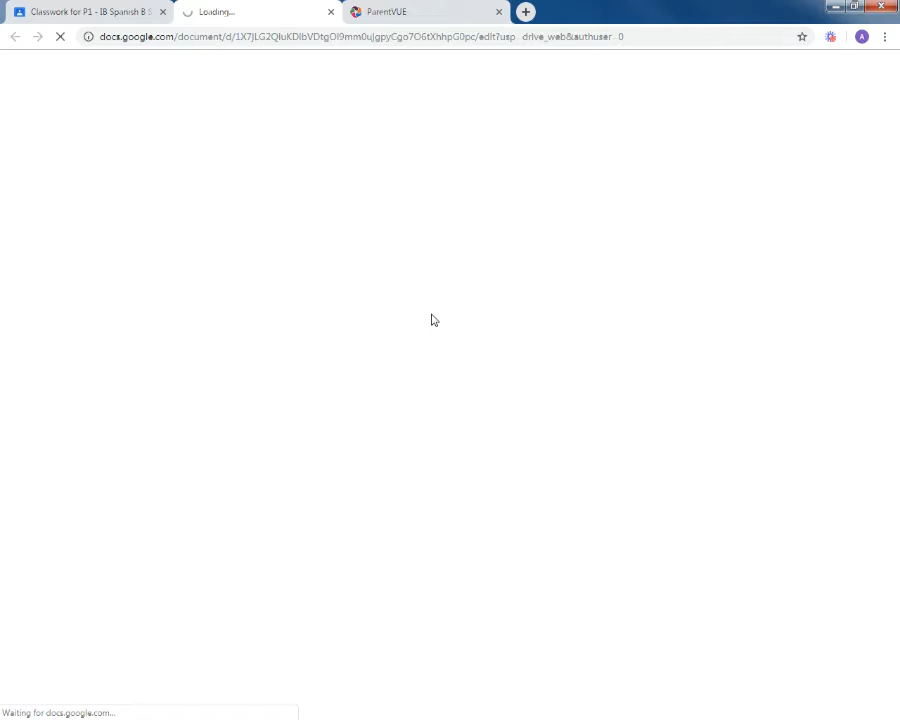 Classwork for P1 - IB Spanish B S
Loading...
ParentVUE
docs.google.com/document/d/1X7JLG2QIuKDIbVDtgOI9mm0uJgpyCgo7O6tXhhpG0pc/edit?usp=drive_web&authuser=0
A
Waiting for docs.google.com...